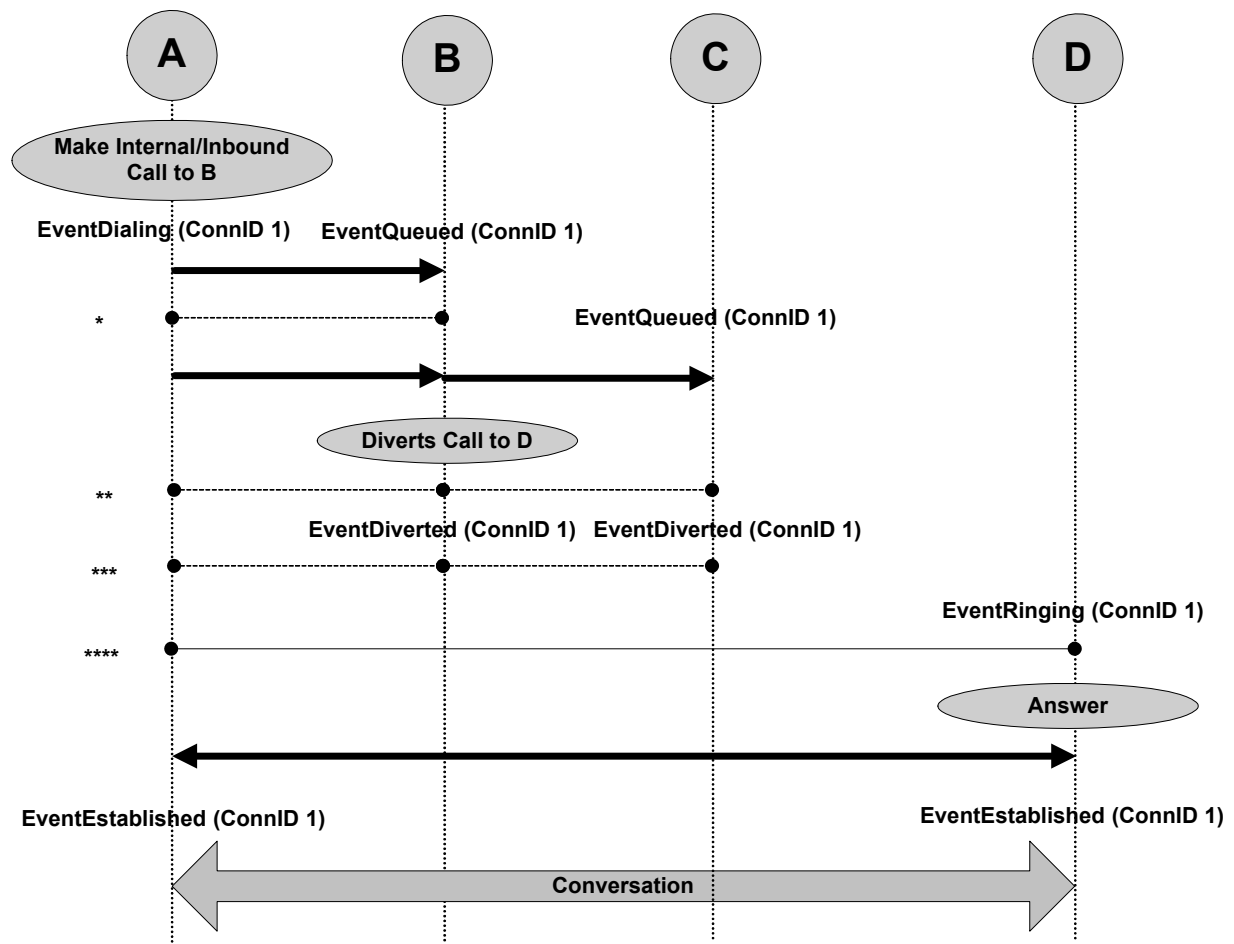 A
B
C
D
Make Internal/Inbound
Call to B
EventDialing (ConnID 1)
EventQueued (ConnID 1)
*
EventQueued (ConnID 1)
Diverts Call to D
**
EventDiverted (ConnID 1)
EventDiverted (ConnID 1)
***
EventRinging (ConnID 1)
****
Answer
EventEstablished (ConnID 1)
EventEstablished (ConnID 1)
Conversation